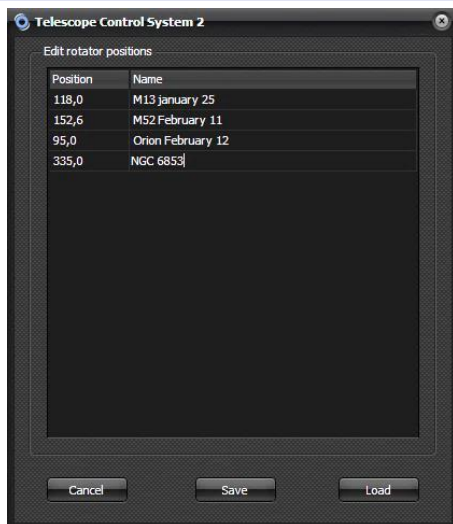 Telescope Control System 2
Edit rotator positions
Position Name
118,0 M13 january 25
152,6 M52 February 11
95,0 Orion February 12
335,0 NGC 6853
Cancel Save Load